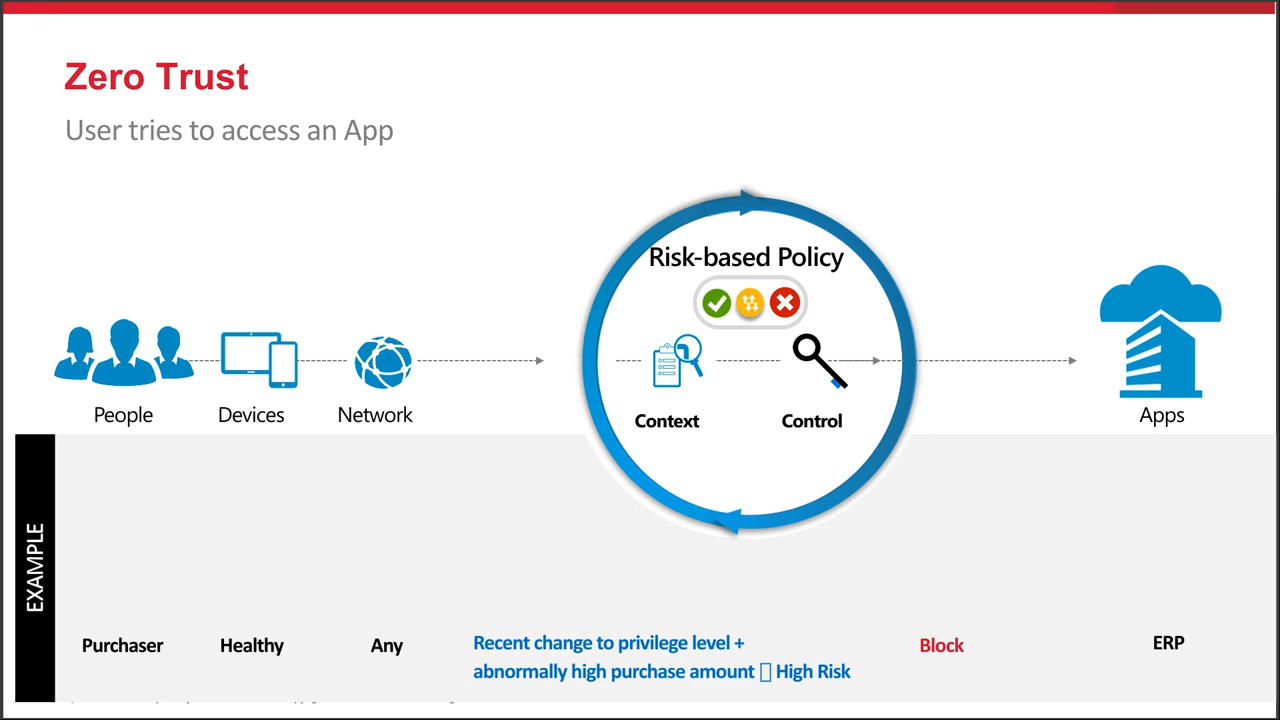 Zero Trust
User tries to access an App
Risk-based Policy
Context
Control
People
Devices
Network
Apps
EXAMPLE
Purchaser
Healthy
Any
Recent change to privilege level +
abnormally high purchase amount High Risk
Block
ERP